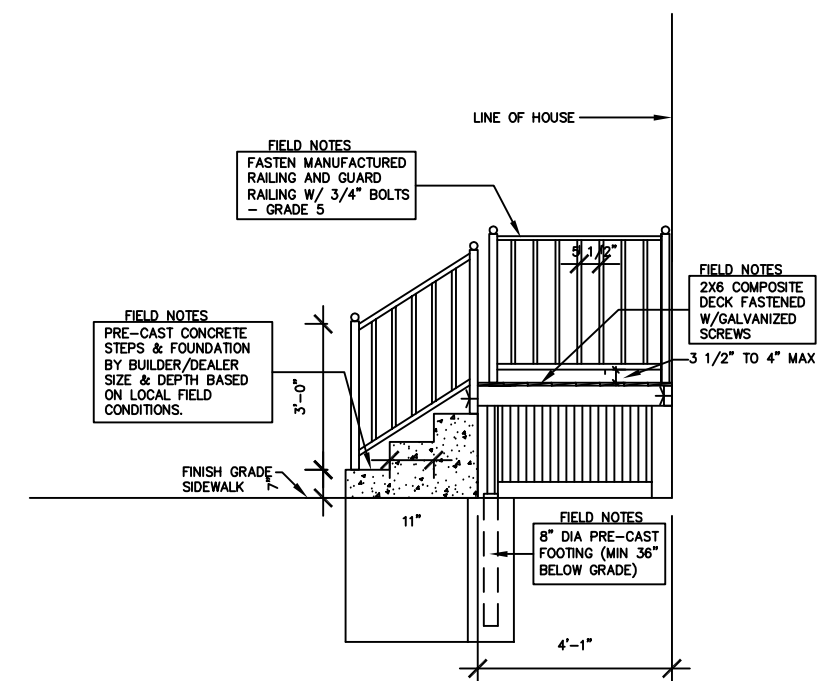 LINE OF HOUSE
FIELD NOTES
FASTEN MANUFACTURED
RAILING AND GUARD
RAILING W/ 3/4" BOLTS
- GRADE 5
5 1/2"
FIELD NOTES
2X6 COMPOSITE
DECK FASTENED
W/GALVANIZED
SCREWS
3 1/2" TO 4" MAX
FIELD NOTES
PRE-CAST CONCRETE
STEPS & FOUNDATION
BY BUILDER/DEALER
SIZE & DEPTH BASED
ON LOCAL FIELD
CONDITIONS.
3'-0"
FINISH GRADE
SIDEWALK
7"
11"
FIELD NOTES
8" DIA PRE-CAST
FOOTING (MIN 36"
BELOW GRADE)
4'-1"